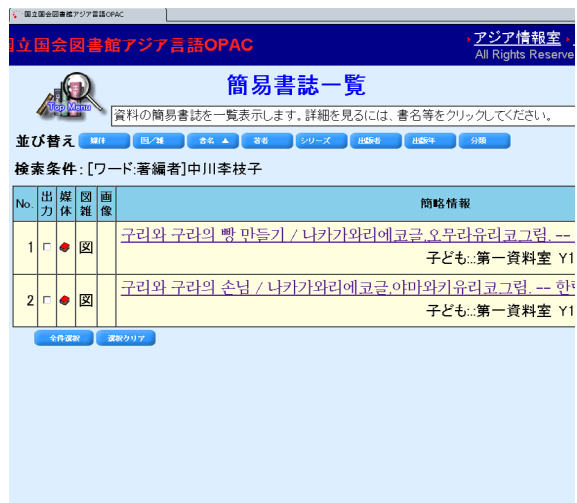 国立国会図書館アジア言語OPAC
立国会図書館アジア言語OPAC
アジア情報室
All Rights Reserve
簡易書誌一覧
Top Menu
資料の簡易書誌を一覧表示します。詳細を見るには、書名等をクリックしてください。
並び替え 媒体 図/雑 書名 ▲ 著者 シリーズ 出版者 出版年 分類
検索条件:[ワード:著編者]中川李枝子
No. 出力 媒体 図雑 画像 簡略情報
1 図 구리와 구라의 빵 만들기 / 나카가와리에코글,오무라유리코그림. --
子ども.:第一資料室 Y1
2 図 구리와 구라의 손님 / 나카가와리에코글,야마와키유리코그림. -- 한
子ども.:第一資料室 Y1
全件選択 選択クリア